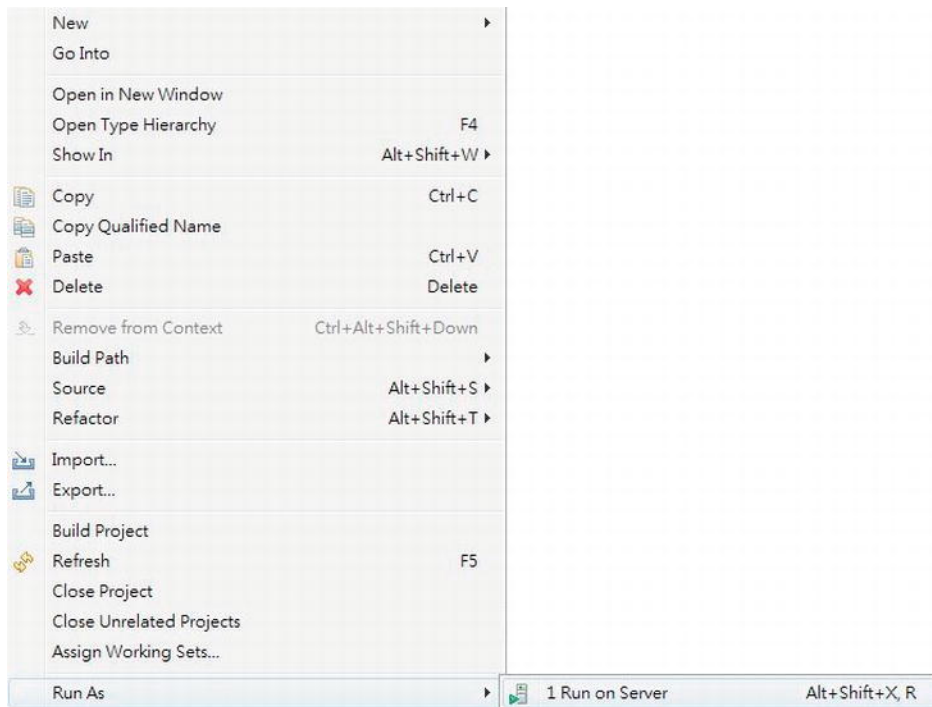 New
Go Into
Open in New Window
Open Type Hierarchy F4
Show In Alt+Shift+W
Copy Ctrl+C
Copy Qualified Name
Paste Ctrl+V
Delete Delete
Remove from Context Ctrl+Alt+Shift+Down
Build Path
Source Alt+Shift+S
Refactor Alt+Shift+T
Import...
Export...
Build Project
Refresh F5
Close Project
Close Unrelated Projects
Assign Working Sets...
Run As 1 Run on Server Alt+Shift+X, R